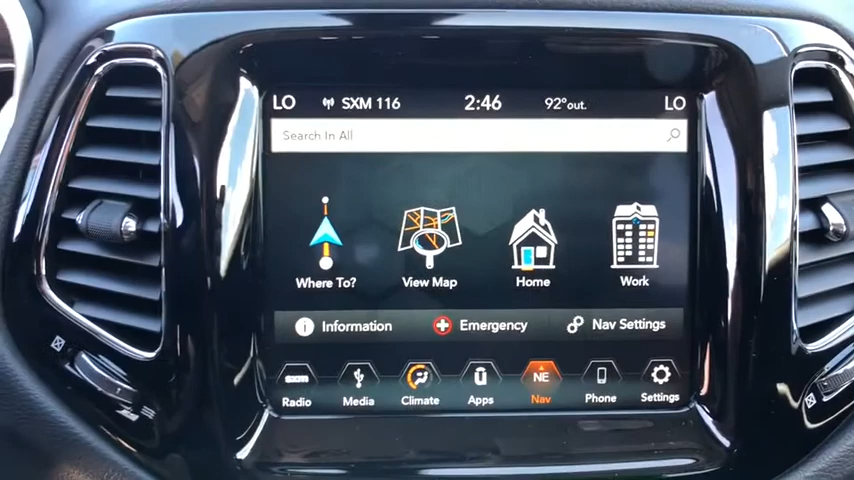 LO SXM 116 2:46 92°out. LO
Search In All
Where To? View Map Home Work
Information Emergency Nav Settings
sxm NE
Radio Media Climate Apps Nav Phone Settings